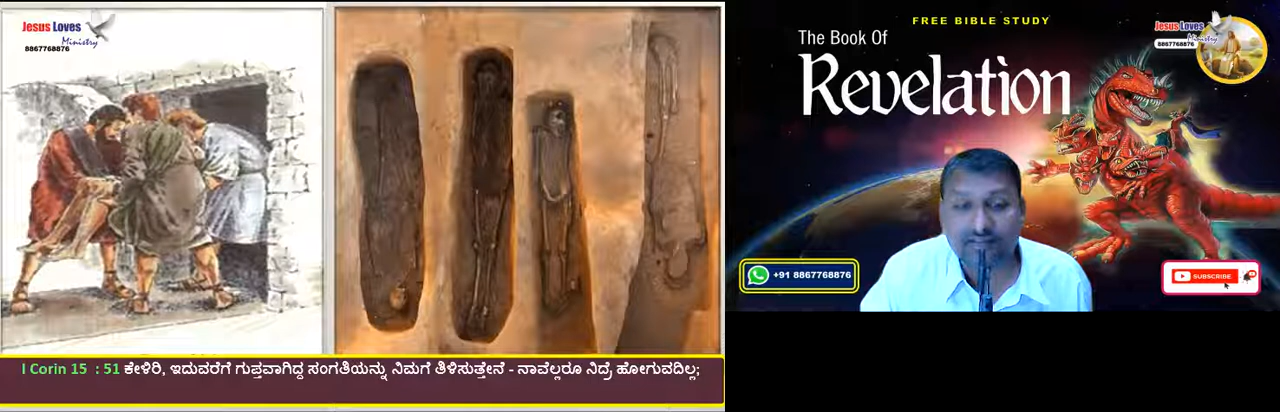 Jesus Loves
Ministry
8867768876
I Corin 15 : 51 ಕೇಳಿರಿ, ಇದುವರೆಗೆ ಗುಪ್ತವಾಗಿದ್ದ ಸಂಗತಿಯನ್ನು ನಿಮಗೆ ತಿಳಿಸುತ್ತೇನೆ - ನಾವೆಲ್ಲರೂ ನಿದ್ರೆ ಹೋಗುವದಿಲ್ಲ;
FREE BIBLE STUDY
The Book Of
Revelation
Jesus Loves
Ministry
8867768876
+91 8867768876
SUBSCRIBE